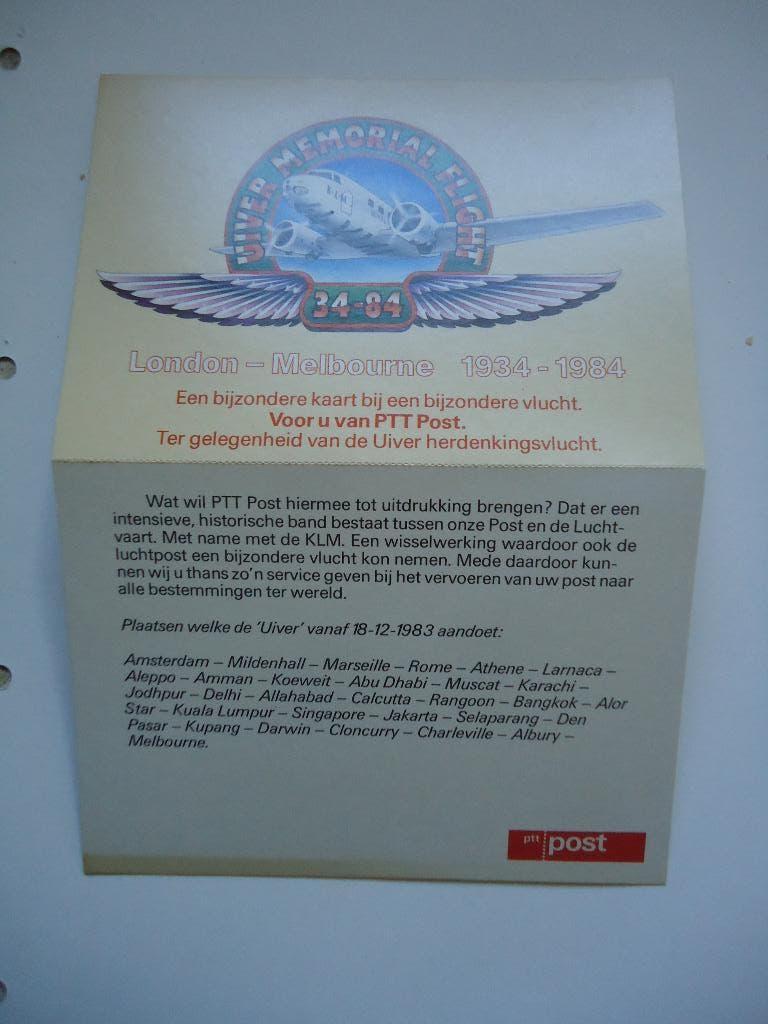 UIVER MEMORIAL FLIGHT
KLM
34-84
London – Melbourne 1934 - 1984
Een bijzondere kaart bij een bijzondere vlucht.
Voor u van PTT Post.
Ter gelegenheid van de Uiver herdenkingsvlucht.
Wat wil PTT Post hiermee tot uitdrukking brengen? Dat er een
intensieve, historische band bestaat tussen onze Post en de Lucht-
vaart. Met name met de KLM. Een wisselwerking waardoor ook de
luchtpost een bijzondere vlucht kon nemen. Mede daardoor kun-
nen wij u thans zo'n service geven bij het vervoeren van uw post naar
alle bestemmingen ter wereld.
Plaatsen welke de 'Uiver' vanaf 18-12-1983 aandoet:
Amsterdam – Mildenhall – Marseille – Rome – Athene – Larnaca –
Aleppo – Amman – Koeweit – Abu Dhabi – Muscat – Karachi –
Jodhpur – Delhi – Allahabad – Calcutta – Rangoon – Bangkok – Alor
Star – Kuala Lumpur – Singapore – Jakarta – Selaparang – Den
Pasar – Kupang – Darwin – Cloncurry – Charleville – Albury –
Melbourne.
ptt post